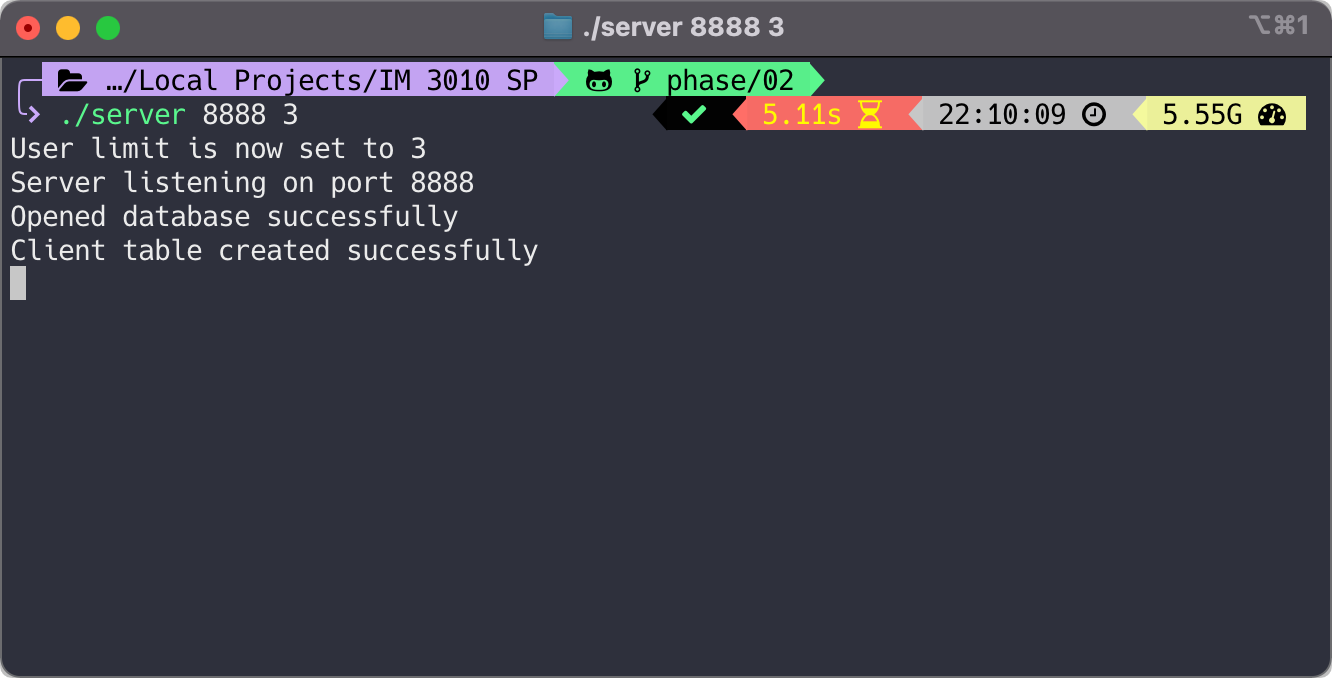 ./server 8888 3
⌥⌘1
…/Local Projects/IM 3010 SP phase/02
./server 8888 3 5.11s 22:10:09 5.55G
User limit is now set to 3
Server listening on port 8888
Opened database successfully
Client table created successfully